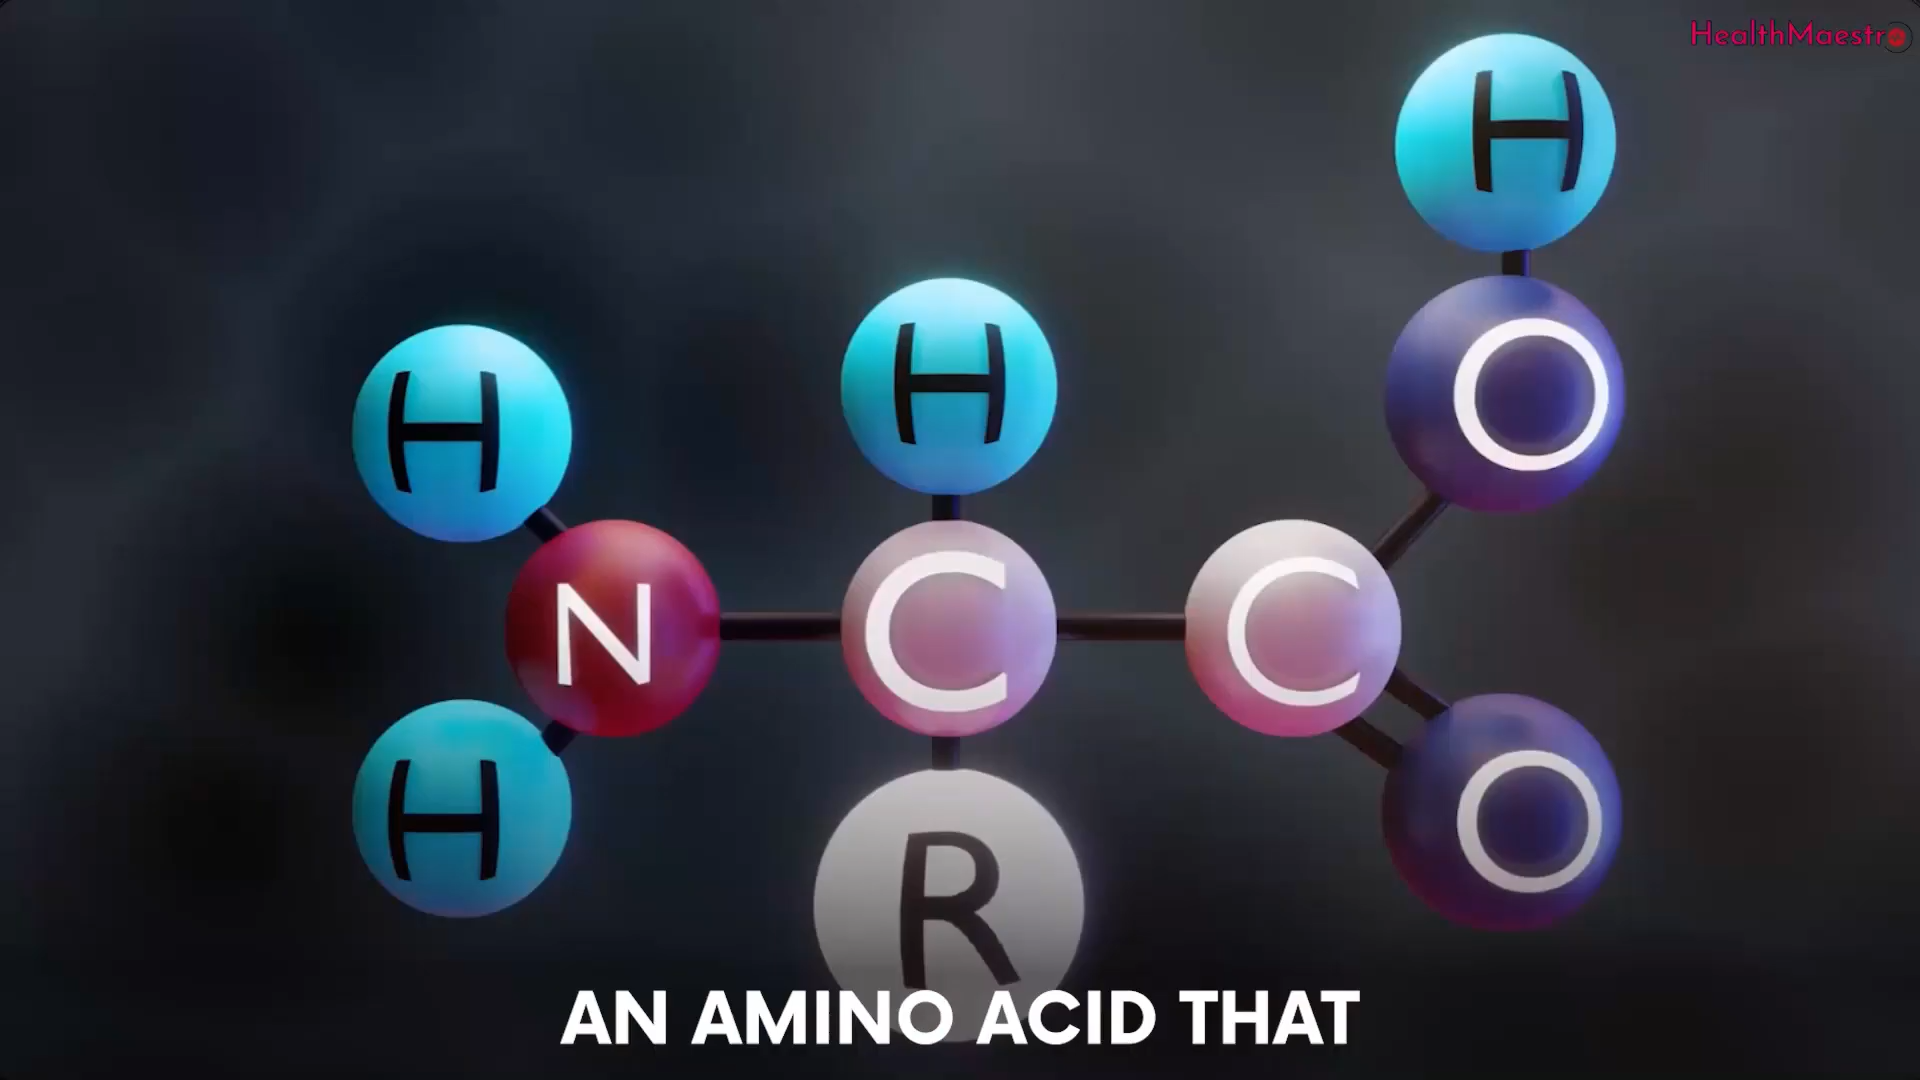 HealthMaestro
H
H
H
O
H
N
C
C
H
O
R
AN AMINO ACID THAT